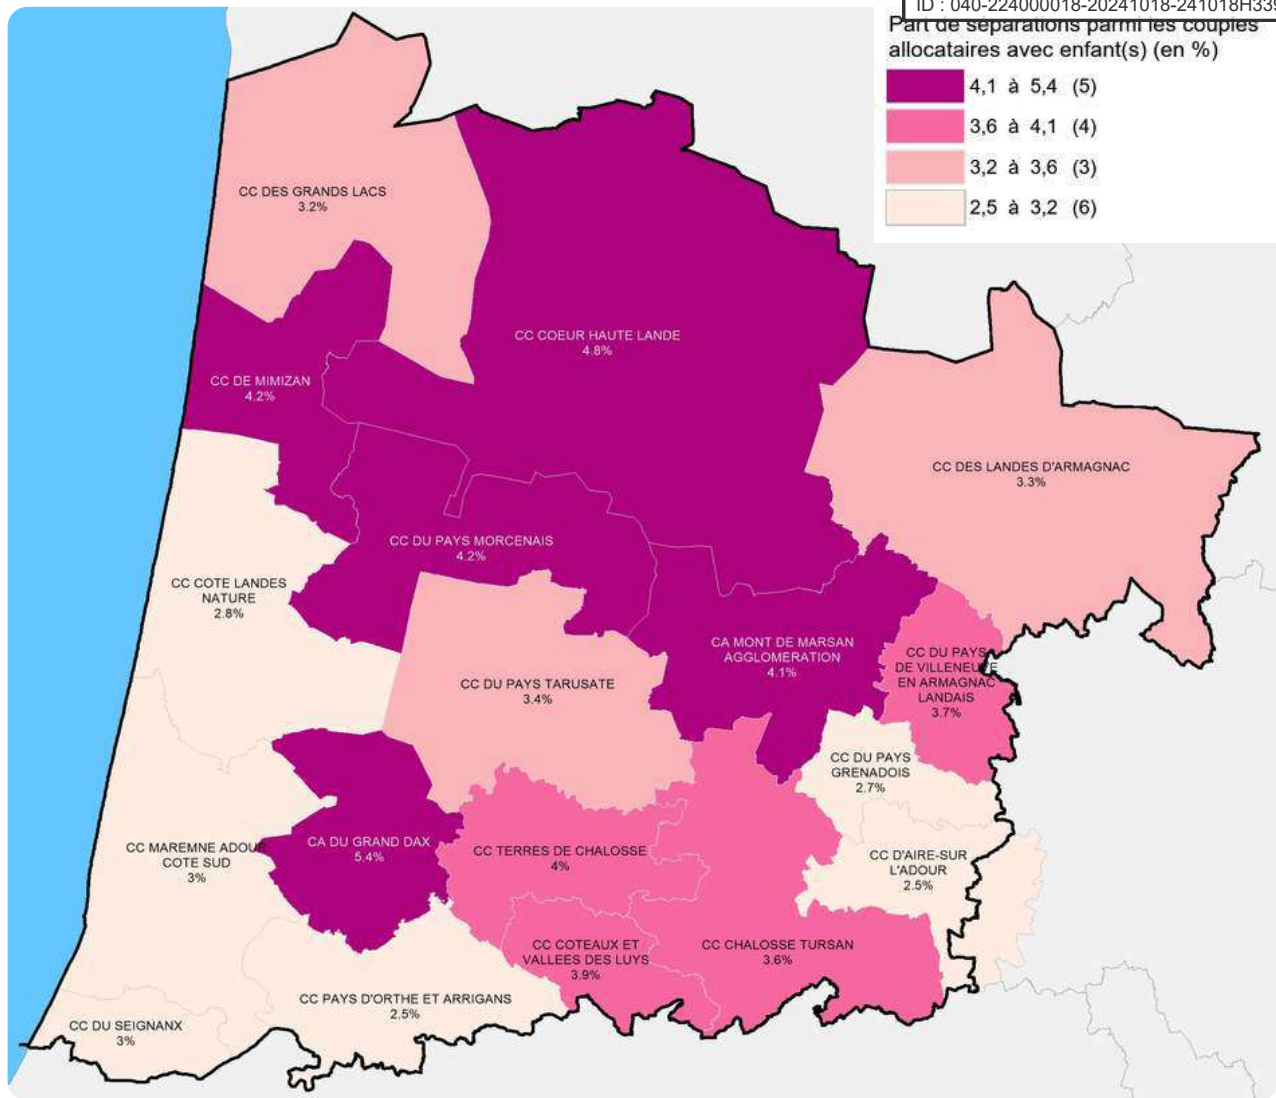 ID : 040-224000018-20241018-241018H339
Part de séparations parmi les couples
allocataires avec enfant(s) (en %)
4,1 à 5,4 (5)
3,6 à 4,1 (4)
3,2 à 3,6 (3)
2,5 à 3,2 (6)
CC DES GRANDS LACS
3.2%
CC COEUR HAUTE LANDE
4.8%
CC DE MIMIZAN
4.2%
CC DES LANDES D'ARMAGNAC
3.3%
CC DU PAYS MORCENAIS
4.2%
CC COTE LANDES
NATURE
2.8%
CA MONT DE MARSAN
AGGLOMERATION
4.1%
CC DU PAYS
DE VILLENEUVE
EN ARMAGNAC
LANDAIS
3.7%
CC DU PAYS TARUSATE
3.4%
CC DU PAYS
GRENADOIS
2.7%
CC MAREMNE ADOUR
COTE SUD
3%
CA DU GRAND DAX
5.4%
CC TERRES DE CHALOSSE
4%
CC D'AIRE-SUR
L'ADOUR
2.5%
CC COTEAUX ET
VALLEES DES LUYS
3.9%
CC CHALOSSE TURSAN
3.6%
CC PAYS D'ORTHE ET ARRIGANS
2.5%
CC DU SEIGNANX
3%